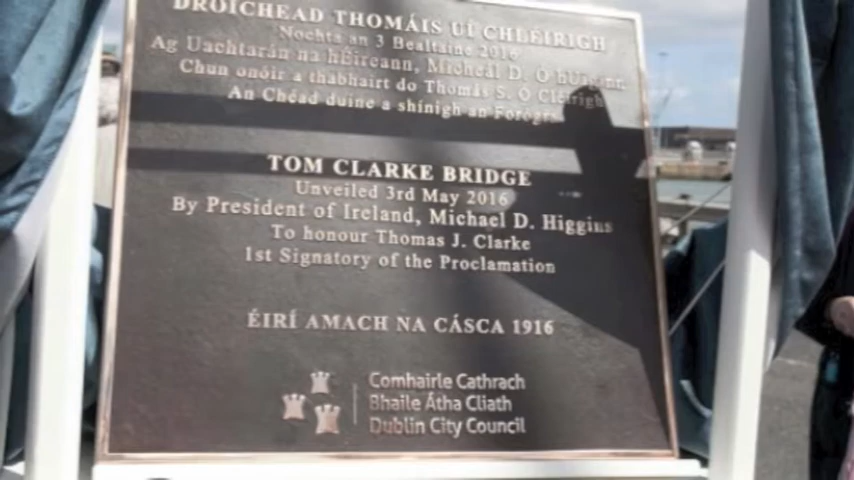 DROICHEAD THOMÁIS UÍ CHLÉIRIGH
Nochta an 3 Bealtaine 2016
Ag Uachtarán na hÉireann, Micheál D. Ó hUiginn
Chun onóir a thabhairt do Thomás S. Ó Cléirigh
An Chéad duine a shínigh an Forógra
TOM CLARKE BRIDGE
Unveiled 3rd May 2016
By President of Ireland, Michael D. Higgins
To honour Thomas J. Clarke
1st Signatory of the Proclamation
ÉIRÍ AMACH NA CÁSCA 1916
Comhairle Cathrach
Bhaile Átha Cliath
Dublin City Council